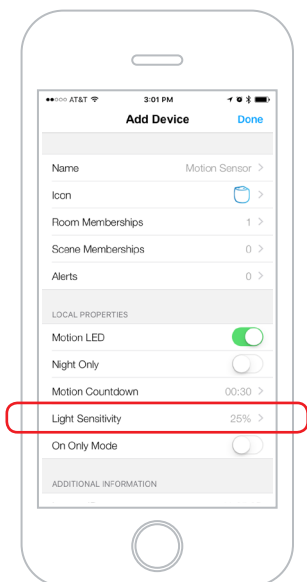 AT&T 3:01 PM
Add Device Done
Name Motion Sensor
Icon
Room Memberships 1
Scene Memberships 0
Alerts 0
LOCAL PROPERTIES
Motion LED
Night Only
Motion Countdown 00:30
Light Sensitivity 25%
On Only Mode
ADDITIONAL INFORMATION